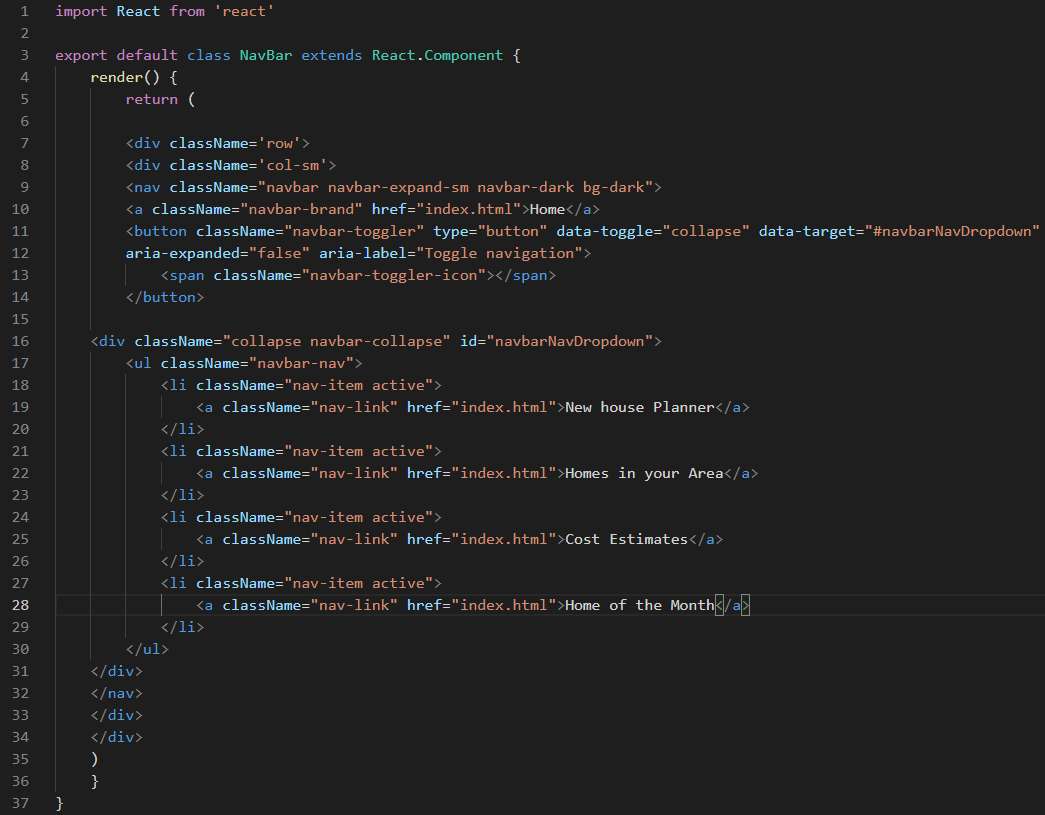 1 import React from 'react'
2
3 export default class NavBar extends React.Component {
4     render() {
5         return (
6
7         <div className='row'>
8         <div className='col-sm'>
9         <nav className="navbar navbar-expand-sm navbar-dark bg-dark">
10         <a className="navbar-brand" href="index.html">Home</a>
11         <button className="navbar-toggler" type="button" data-toggle="collapse" data-target="#navbarNavDropdown"
12         aria-expanded="false" aria-label="Toggle navigation">
13             <span className="navbar-toggler-icon"></span>
14         </button>
15
16     <div className="collapse navbar-collapse" id="navbarNavDropdown">
17         <ul className="navbar-nav">
18             <li className="nav-item active">
19                 <a className="nav-link" href="index.html">New house Planner</a>
20             </li>
21             <li className="nav-item active">
22                 <a className="nav-link" href="index.html">Homes in your Area</a>
23             </li>
24             <li className="nav-item active">
25                 <a className="nav-link" href="index.html">Cost Estimates</a>
26             </li>
27             <li className="nav-item active">
28                 <a className="nav-link" href="index.html">Home of the Month</a>
29             </li>
30         </ul>
31     </div>
32     </nav>
33     </div>
34     </div>
35     )
36     }
37 }